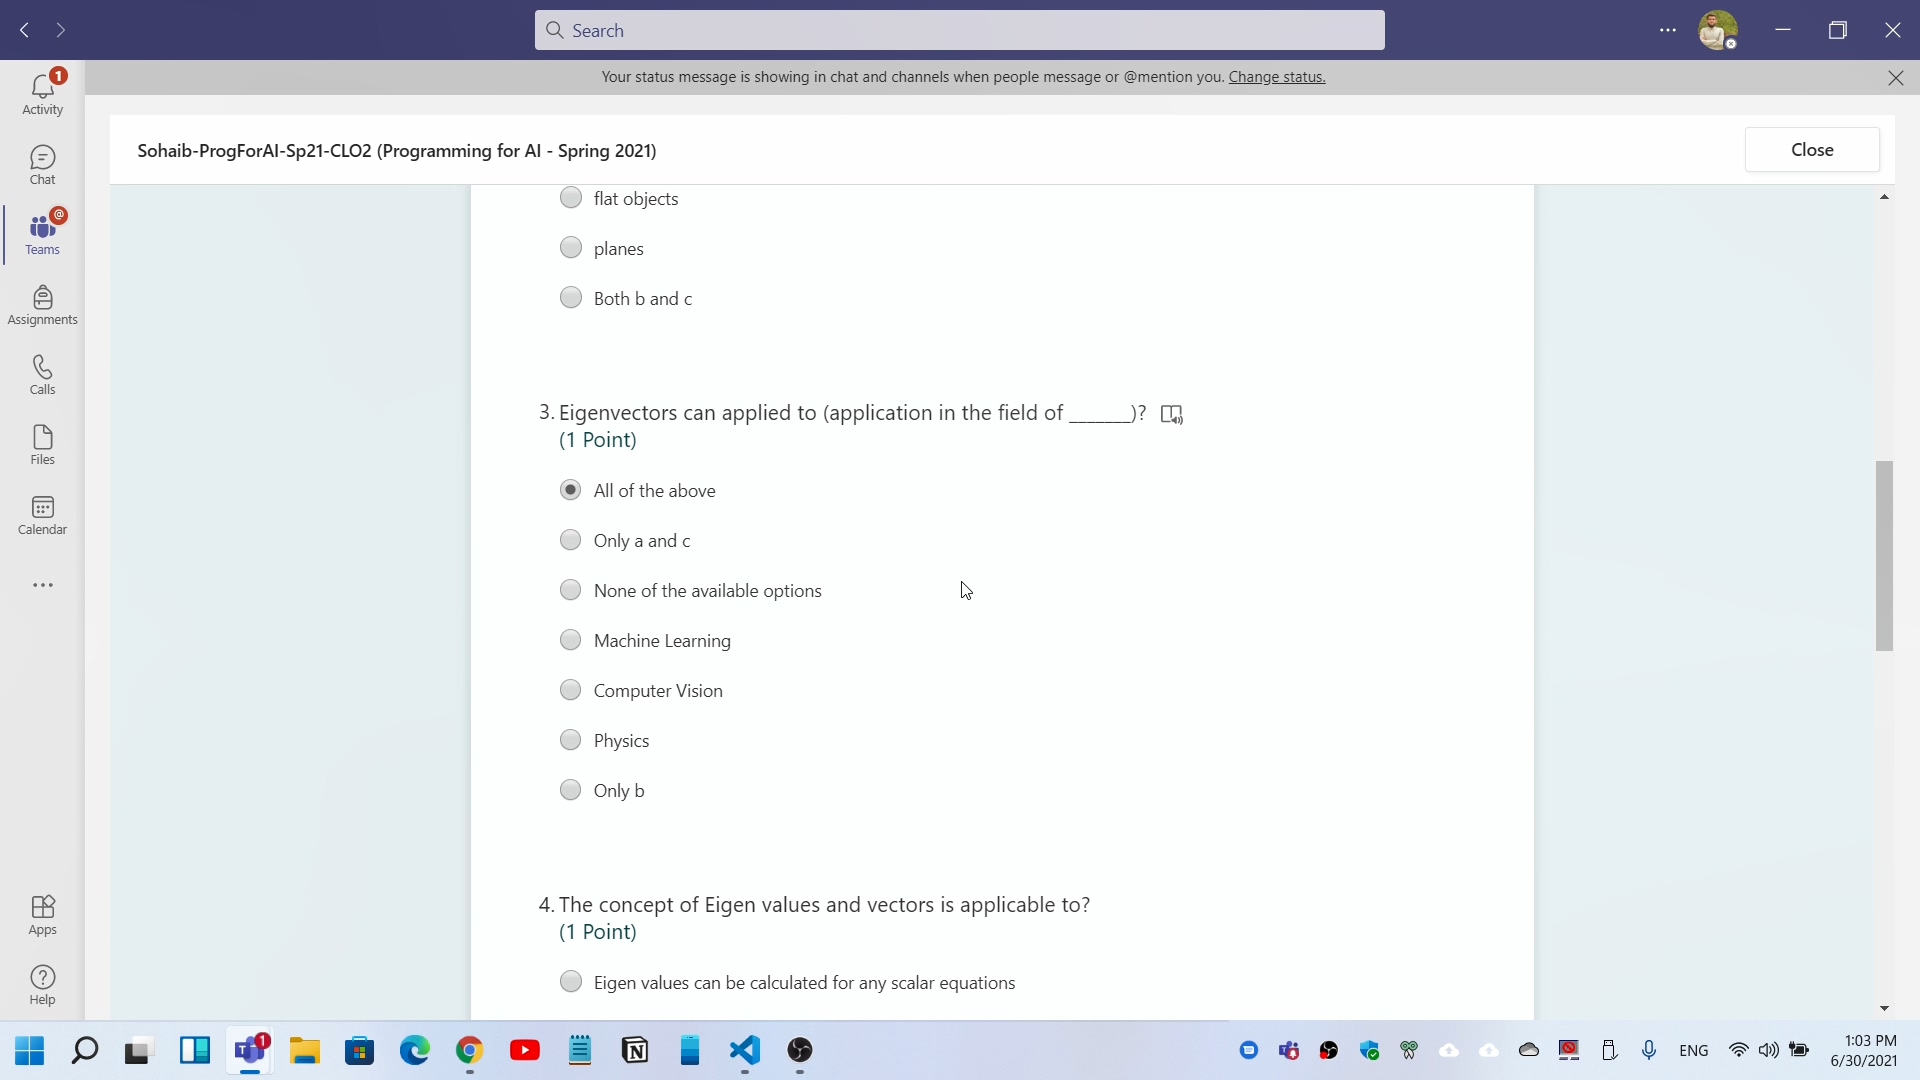 Search
Your status message is showing in chat and channels when people message or @mention you. Change status.
1
Activity
Chat
@
Teams
Assignments
Calls
Files
Calendar
Apps
Help
Sohaib-ProgForAI-Sp21-CLO2 (Programming for AI - Spring 2021)
Close
flat objects
planes
Both b and c
3. Eigenvectors can applied to (application in the field of _______)?
(1 Point)
All of the above
Only a and c
None of the available options
Machine Learning
Computer Vision
Physics
Only b
4. The concept of Eigen values and vectors is applicable to?
(1 Point)
Eigen values can be calculated for any scalar equations
1
ENG
1:03 PM
6/30/2021